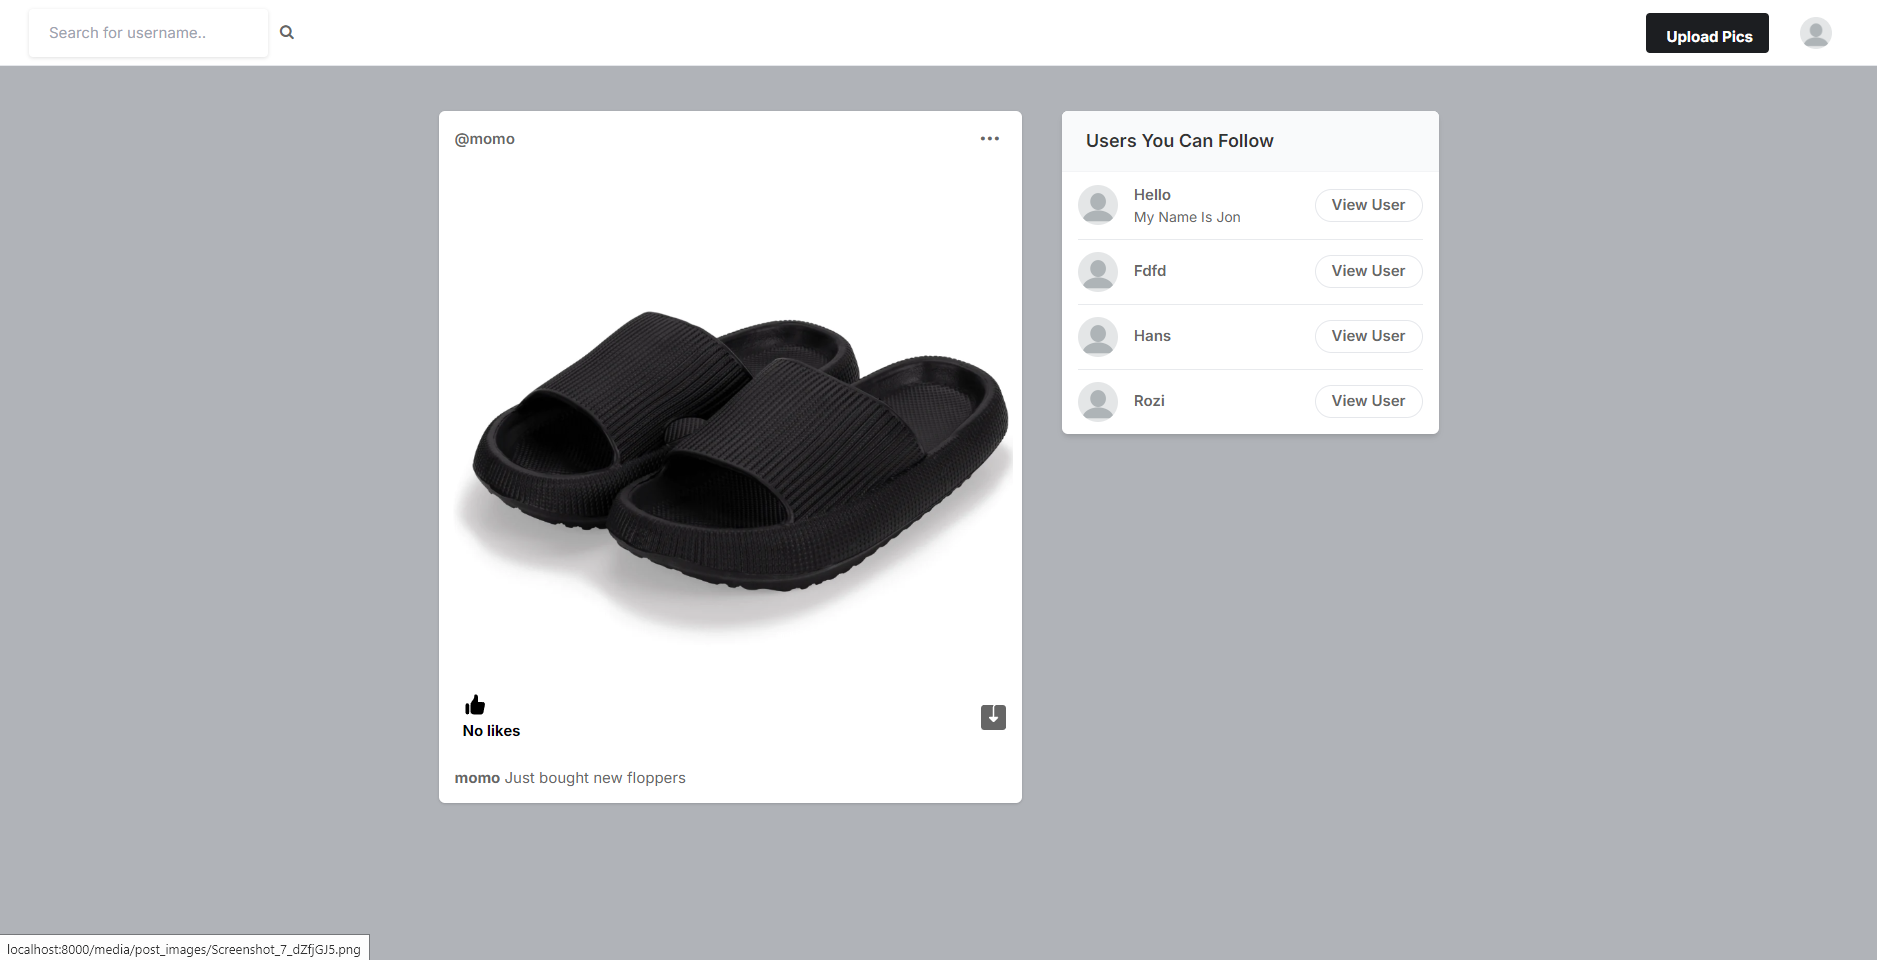 Search for username..
Upload Pics
@momo
No likes
momo Just bought new floppers
Users You Can Follow
Hello
My Name Is Jon
View User
Fdfd
View User
Hans
View User
Rozi
View User
localhost:8000/media/post_images/Screenshot_7_dZfjGJ5.png